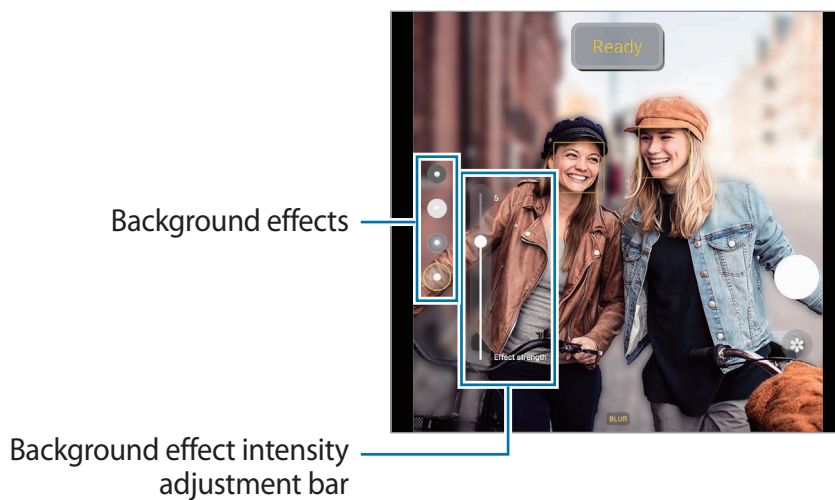 Ready
5
Background effects
Effect strength
BLUR
Background effect intensity
adjustment bar